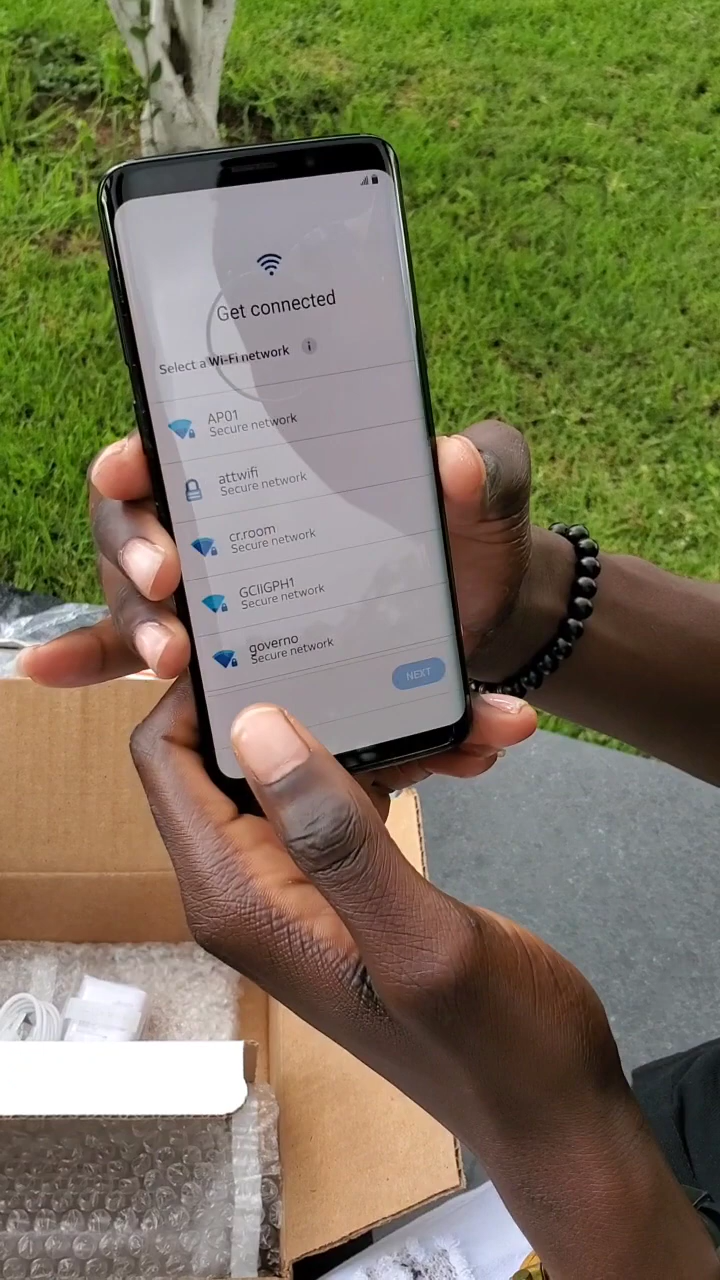 Get connected
Select a Wi-Fi network
AP01
Secure network
attwifi
Secure network
cr.room
Secure network
GCIIGPH1
Secure network
governo
Secure network
NEXT